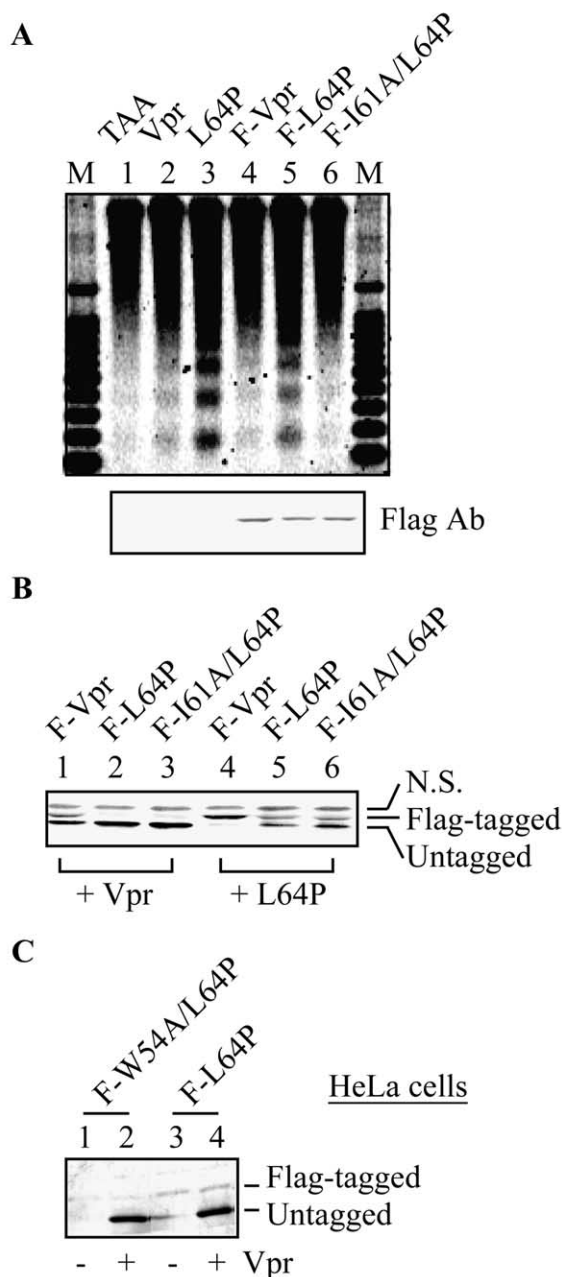 A
TAA Vpr L64P F-Vpr F-L64P F-I61A/L64P
M 1 2 3 4 5 6 M
Flag Ab
B
F-Vpr F-L64P F-I61A/L64P F-Vpr F-L64P F-I61A/L64P
1 2 3 4 5 6
N.S.
Flag-tagged
Untagged
+ Vpr + L64P
C
F-W54A/L64P F-L64P
HeLa cells
1 2 3 4
Flag-tagged
Untagged
- + - + Vpr